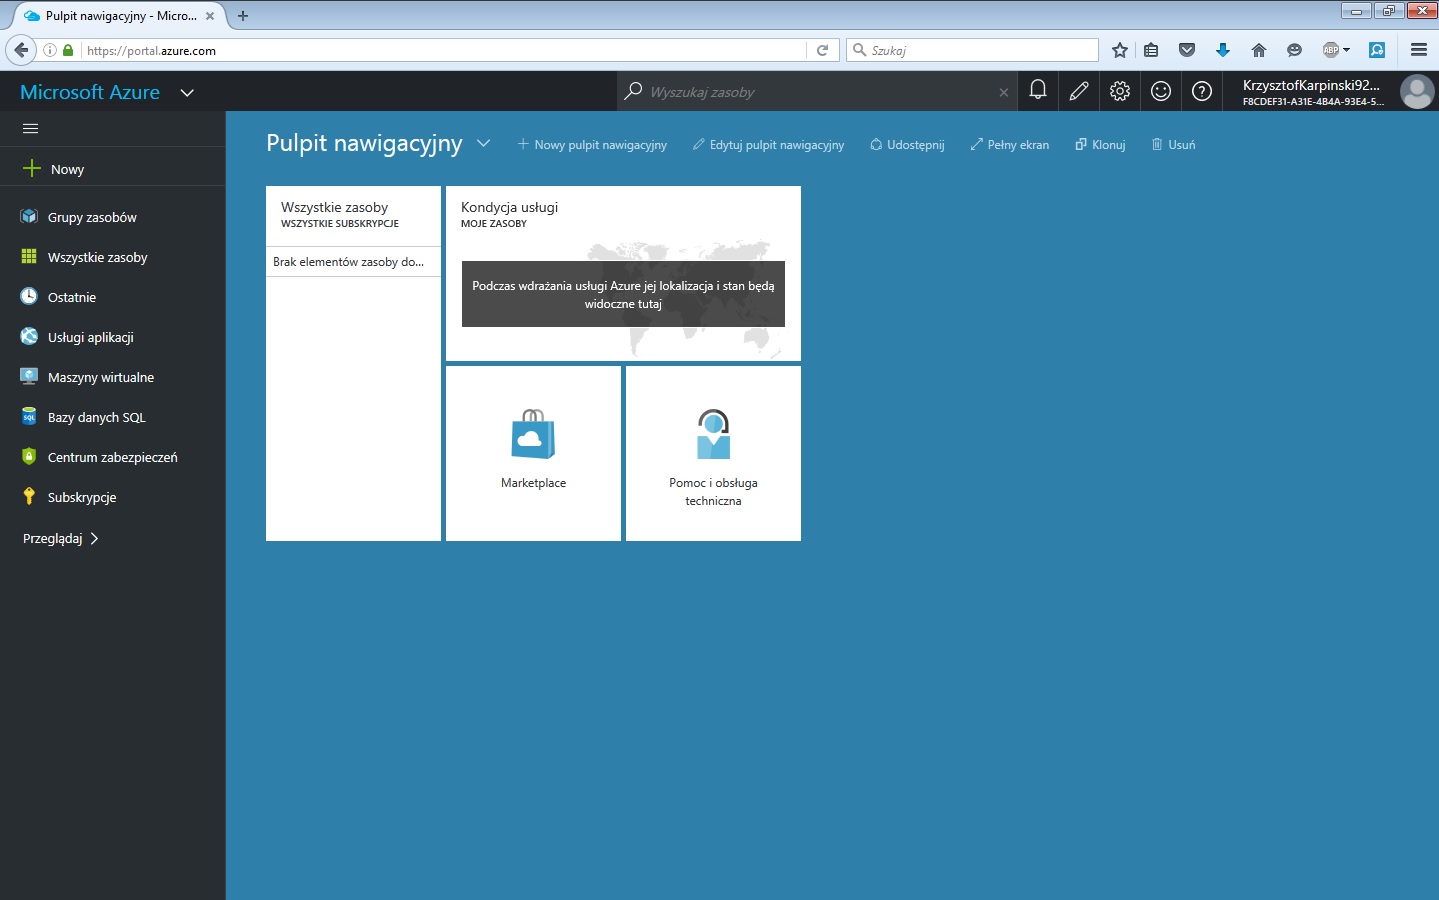 Pulpit nawigacyjny - Micro...
https://portal.azure.com
Szukaj
ABP
Microsoft Azure
Wyszukaj zasoby
KrzysztofKarpinski92...
F8CDEF31-A31E-4B4A-93E4-5...
Nowy
Grupy zasobów
Wszystkie zasoby
Ostatnie
Usługi aplikacji
Maszyny wirtualne
SQL
Bazy danych SQL
Centrum zabezpieczeń
Subskrypcje
Przeglądaj
Pulpit nawigacyjny
Nowy pulpit nawigacyjny
Edytuj pulpit nawigacyjny
Udostępnij
Pełny ekran
Klonuj
Usuń
Wszystkie zasoby
WSZYSTKIE SUBSKRYPCJE
Brak elementów zasoby do...
Kondycja usługi
MOJE ZASOBY
Podczas wdrażania usługi Azure jej lokalizacja i stan będą
widoczne tutaj
Marketplace
Pomoc i obsługa
techniczna